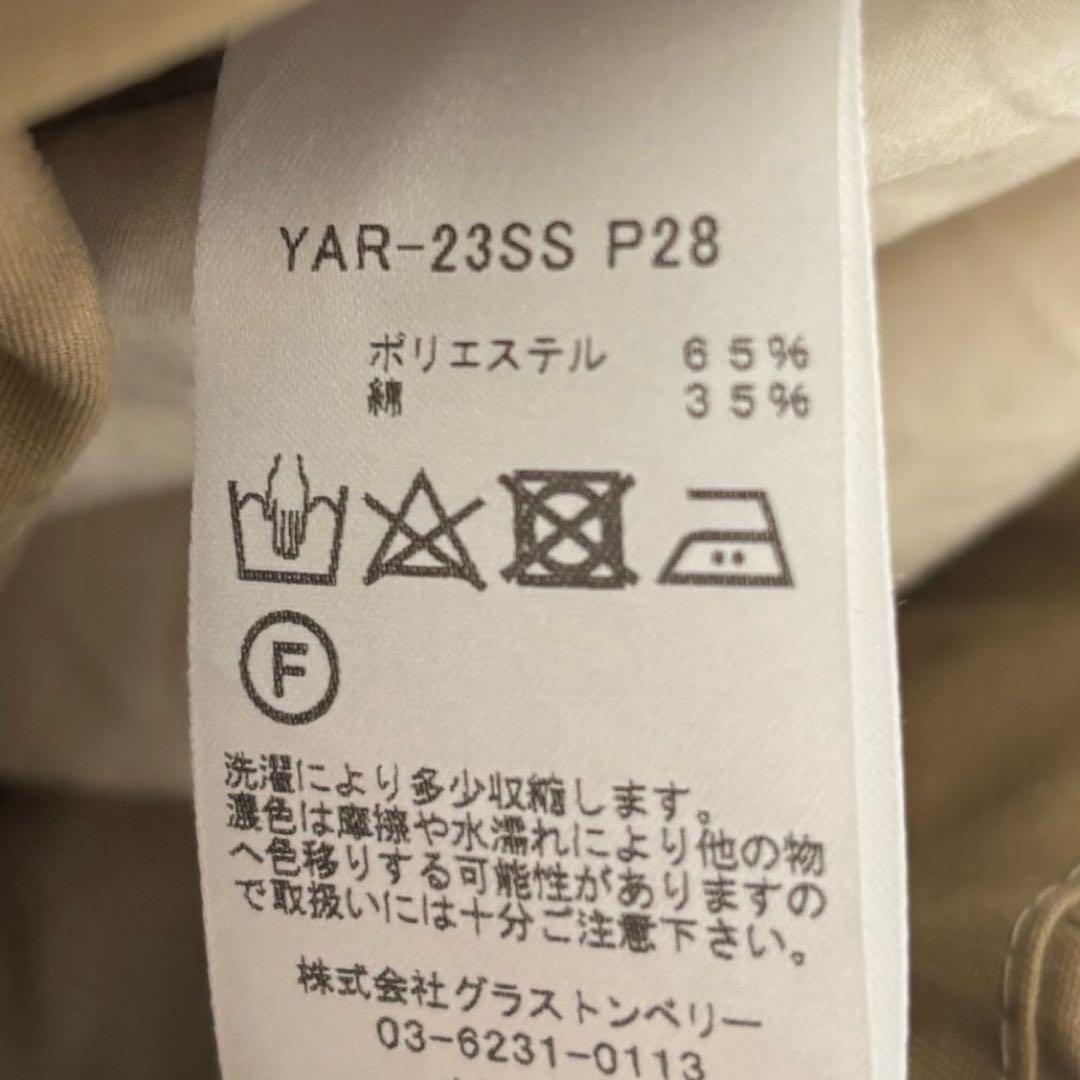 YAR-23SS P28
ポリエステル 65%
綿 35%
F
洗濯により多少収縮します。
濃色は摩擦や水濡れにより他の物
へ色移りする可能性がありますの
で取扱いには十分ご注意下さい。
株式会社グラストンベリー
03-6231-0113